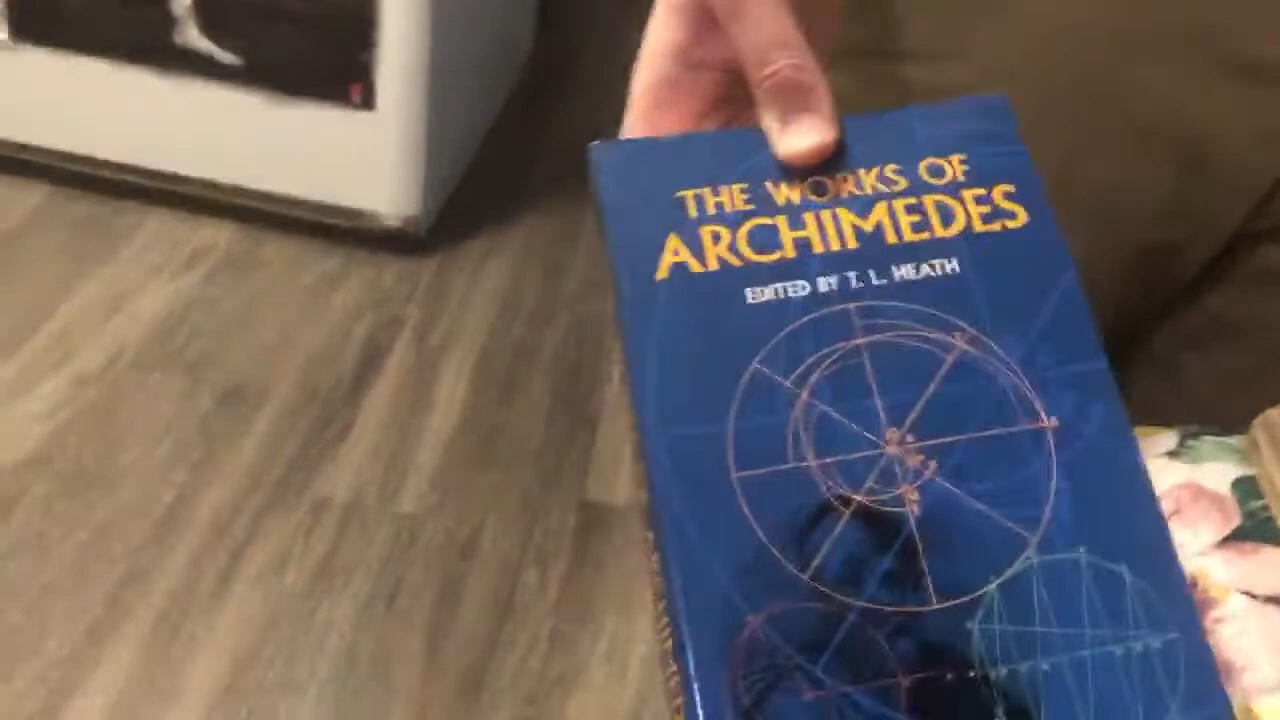 THE WORKS OF
ARCHIMEDES
EDITED BY T. L. HEATH